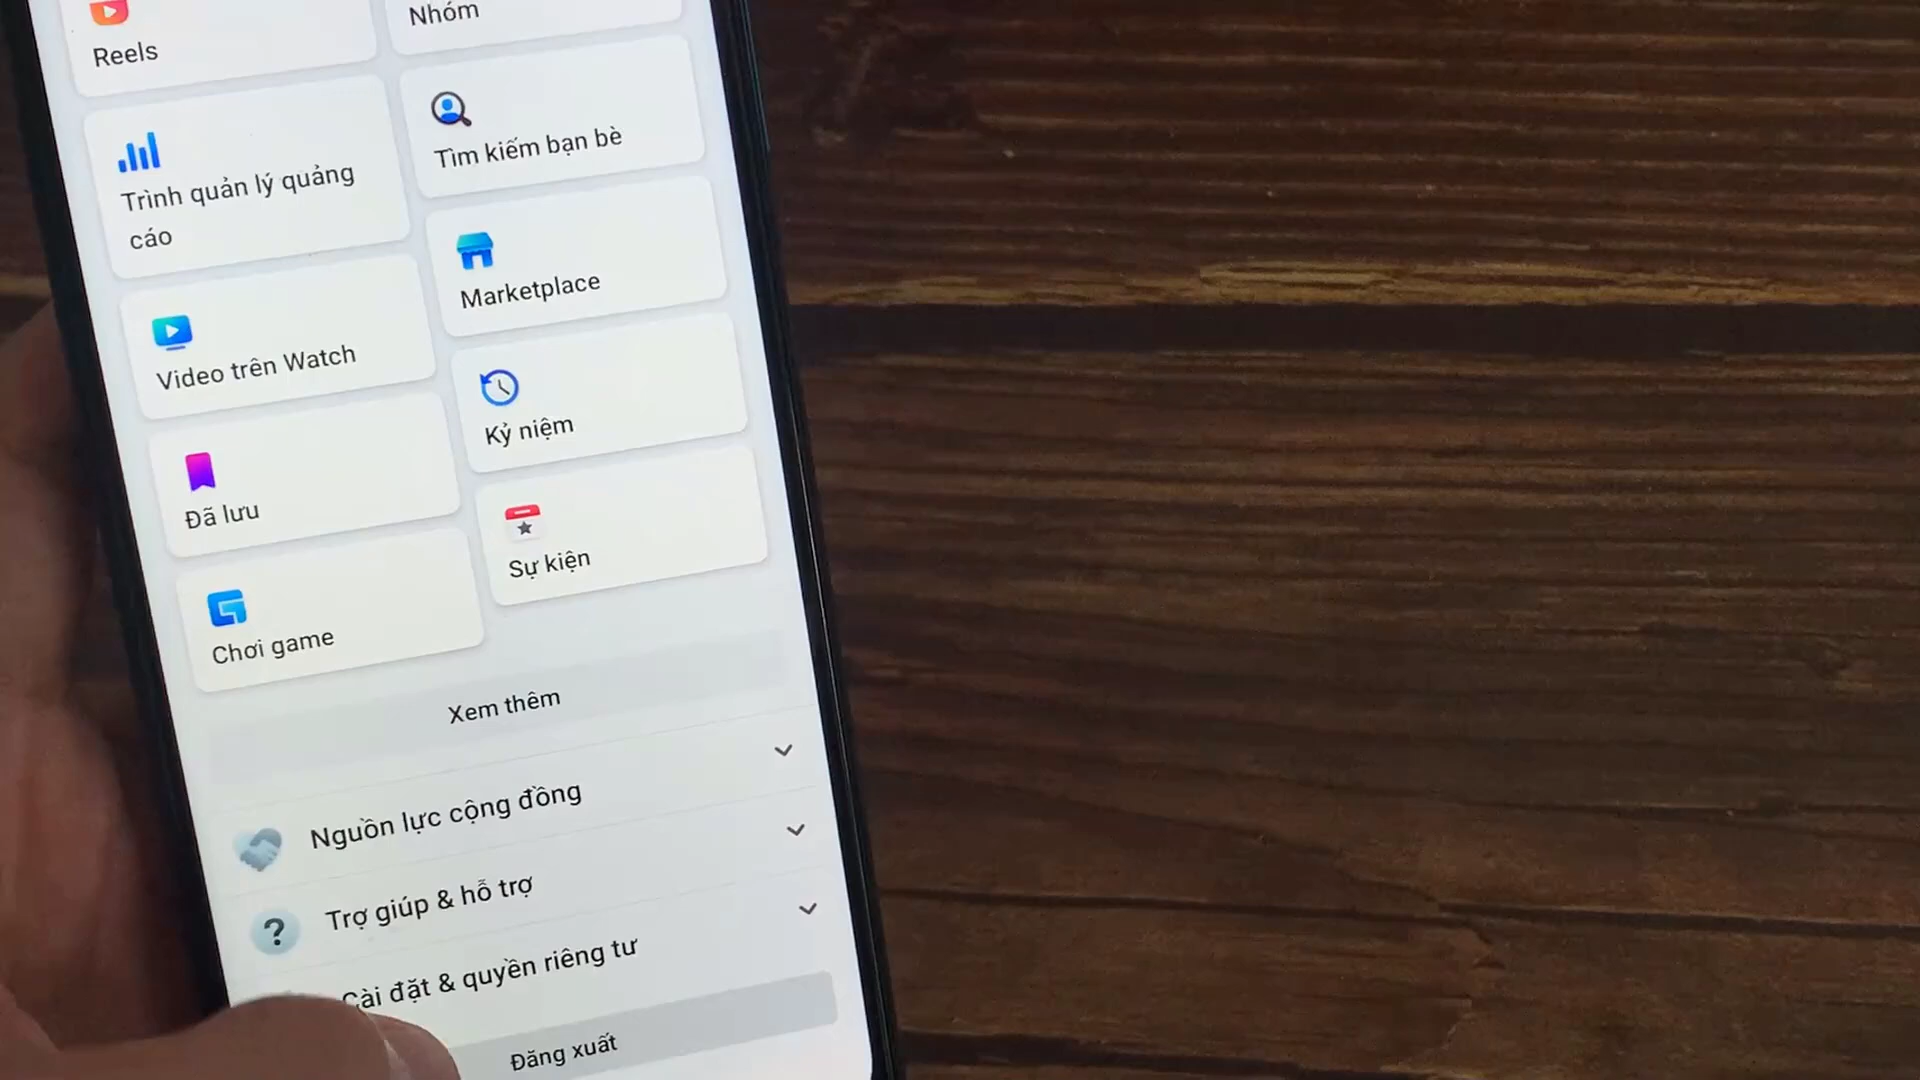 Reels
Nhóm
Trình quản lý quảng
cáo
Tìm kiếm bạn bè
Video trên Watch
Marketplace
Đã lưu
Kỷ niệm
Chơi game
Sự kiện
Xem thêm
Nguồn lực cộng đồng
? Trợ giúp & hỗ trợ
Cài đặt & quyền riêng tư
Đăng xuất